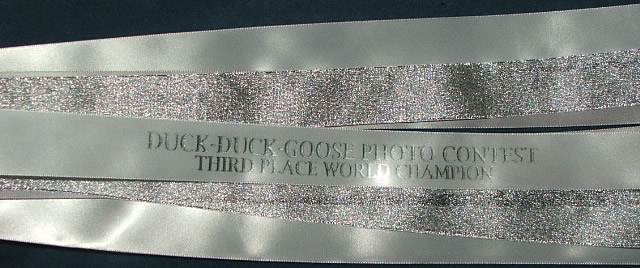 DUCK·DUCK·GOOSE PHOTO CONTEST
THIRD PLACE WORLD CHAMPION